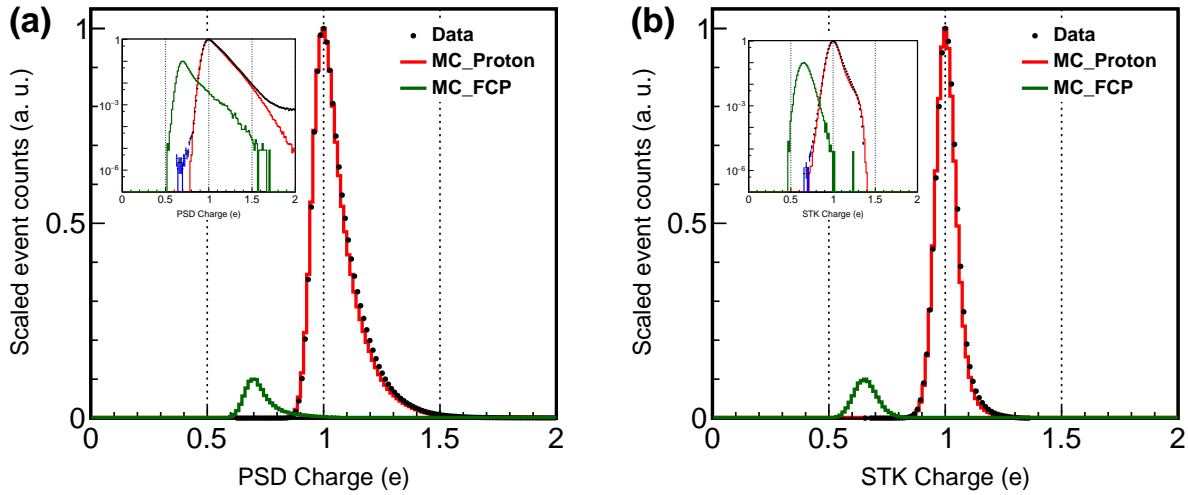 (a)
Scaled event counts (a. u.)
1
0.5
0
0 0.5 1 1.5 2
PSD Charge (e)
Data
MC_Proton
MC_FCP
1
10⁻³
10⁻⁶
0 0.5 1 1.5 2
PSD Charge (e)
(b)
Scaled event counts (a. u.)
1
0.5
0
0 0.5 1 1.5 2
STK Charge (e)
Data
MC_Proton
MC_FCP
1
10⁻³
10⁻⁶
0 0.5 1 1.5 2
STK Charge (e)